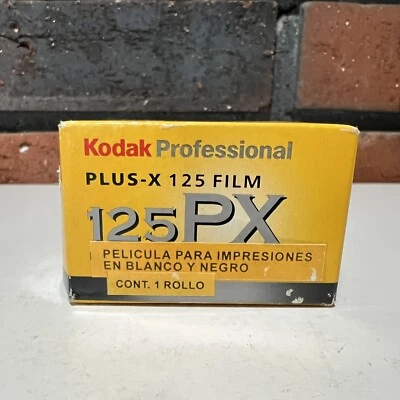 Kodak Professional
PLUS-X 125 FILM
125PX
PELICULA PARA IMPRESIONES
EN BLANCO Y NEGRO
CONT. 1 ROLLO